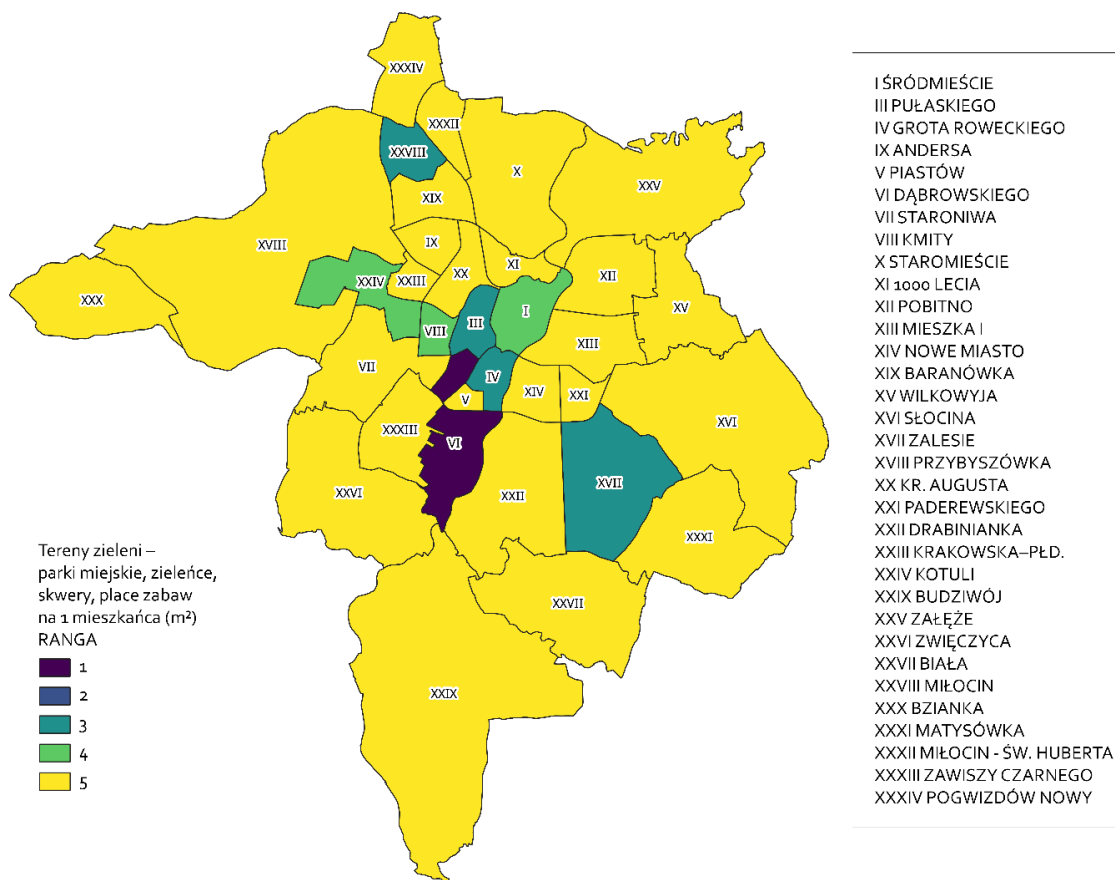 XXXIV
XXXII
XXVIII
X
XXV
XIX
XVIII
IX
XI
XX
XII
XXIII
XXIV
XXX
XV
III
I
VIII
XIII
VII
IV
XIV
XXI
V
XVI
XXXIII
VI
XVII
XXVI
XXII
XXXI
XXVII
XXIX
Tereny zieleni –
parki miejskie, zieleńce,
skwery, place zabaw
na 1 mieszkańca (m²)
RANGA
1
2
3
4
5
I ŚRÓDMIEŚCIE
III PUŁASKIEGO
IV GROTA ROWECKIEGO
IX ANDERSA
V PIASTÓW
VI DĄBROWSKIEGO
VII STARONIWA
VIII KMITY
X STAROMIEŚCIE
XI 1000 LECIA
XII POBITNO
XIII MIESZKA I
XIV NOWE MIASTO
XIX BARANÓWKA
XV WILKOWYJA
XVI SŁOCINA
XVII ZALESIE
XVIII PRZYBYSZÓWKA
XX KR. AUGUSTA
XXI PADEREWSKIEGO
XXII DRABINIANKA
XXIII KRAKOWSKA–PŁD.
XXIV KOTULI
XXIX BUDZIWÓJ
XXV ZAŁĘŻE
XXVI ZWIĘCZYCA
XXVII BIAŁA
XXVIII MIŁOCIN
XXX BZIANKA
XXXI MATYSÓWKA
XXXII MIŁOCIN - ŚW. HUBERTA
XXXIII ZAWISZY CZARNEGO
XXXIV POGWIZDÓW NOWY